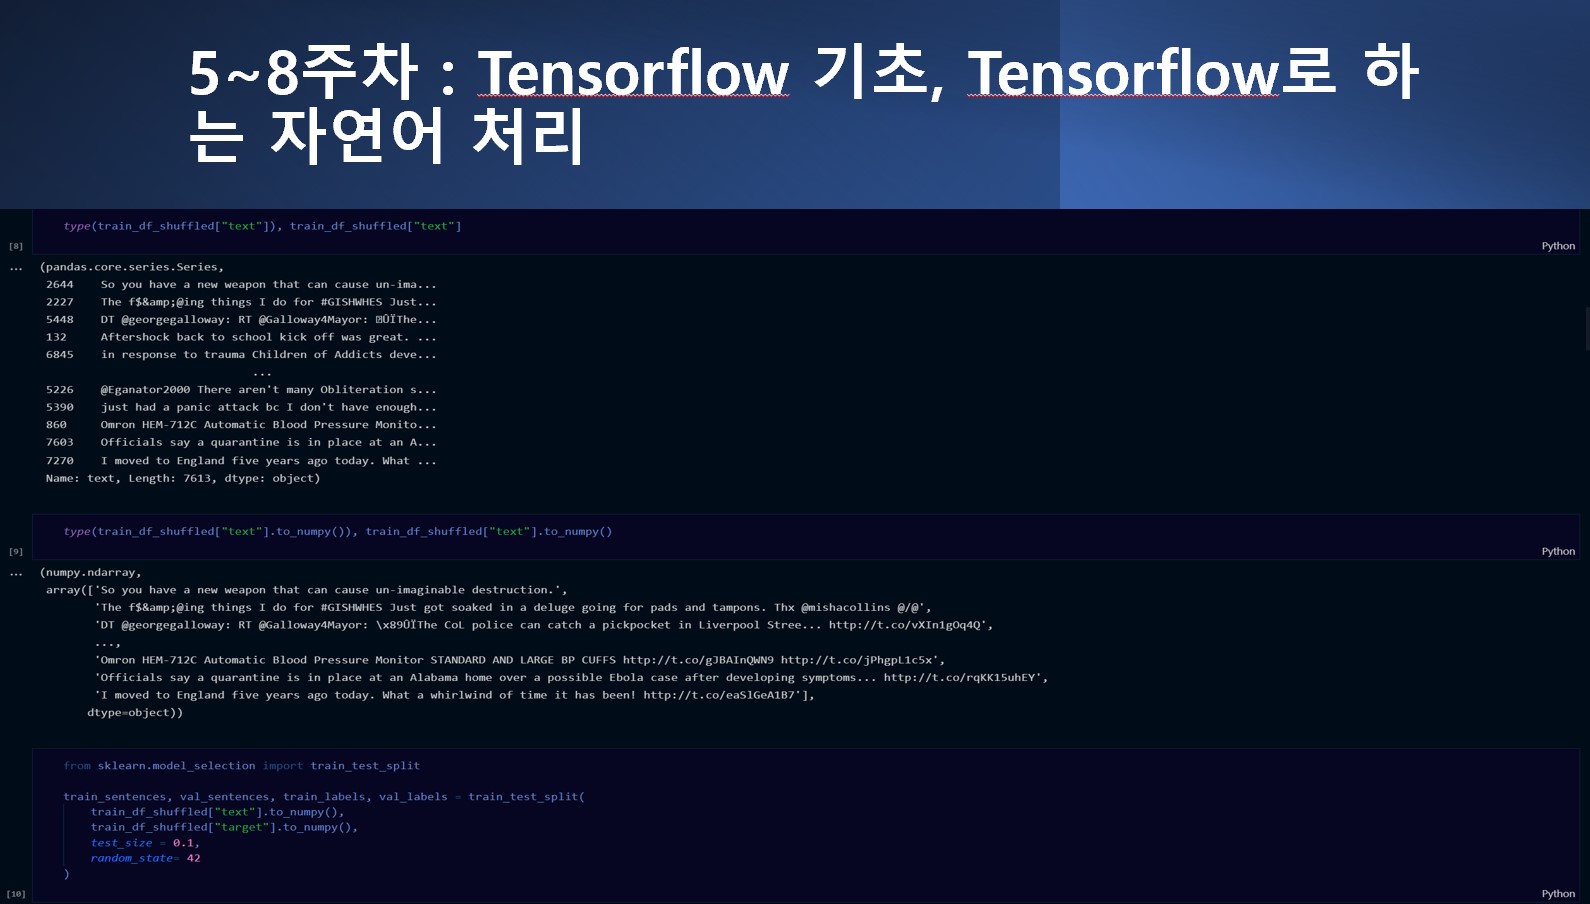 5~8주차 : Tensorflow 기초, Tensorflow로 하
는 자연어 처리
type(train_df_shuffled["text"]), train_df_shuffled["text"]
[8]
Python
... (pandas.core.series.Series,
2644 So you have a new weapon that can cause un-ima...
2227 The f$&amp;@ing things I do for #GISHWHES Just...
5448 DT @georgegalloway: RT @Galloway4Mayor: ÛÏThe...
132 Aftershock back to school kick off was great. ...
6845 in response to trauma Children of Addicts deve...
...
5226 @Eganator2000 There aren't many Obliteration s...
5390 just had a panic attack bc I don't have enough...
860 Omron HEM-712C Automatic Blood Pressure Monito...
7603 Officials say a quarantine is in place at an A...
7270 I moved to England five years ago today. What ...
Name: text, Length: 7613, dtype: object)
type(train_df_shuffled["text"].to_numpy()), train_df_shuffled["text"].to_numpy()
[9]
Python
... (numpy.ndarray,
array(['So you have a new weapon that can cause un-imaginable destruction.',
'The f$&amp;@ing things I do for #GISHWHES Just got soaked in a deluge going for pads and tampons. Thx @mishacollins @/@',
'DT @georgegalloway: RT @Galloway4Mayor: \x89ÛÏThe CoL police can catch a pickpocket in Liverpool Stree... http://t.co/vXIn1gOq4Q',
...,
'Omron HEM-712C Automatic Blood Pressure Monitor STANDARD AND LARGE BP CUFFS http://t.co/gJBAInQWN9 http://t.co/jPhgpL1c5x',
'Officials say a quarantine is in place at an Alabama home over a possible Ebola case after developing symptoms... http://t.co/rqKK15uhEY',
'I moved to England five years ago today. What a whirlwind of time it has been! http://t.co/eaSlGeA1B7'],
dtype=object))
from sklearn.model_selection import train_test_split
train_sentences, val_sentences, train_labels, val_labels = train_test_split(
train_df_shuffled["text"].to_numpy(),
train_df_shuffled["target"].to_numpy(),
test_size = 0.1,
random_state= 42
)
[10]
Python